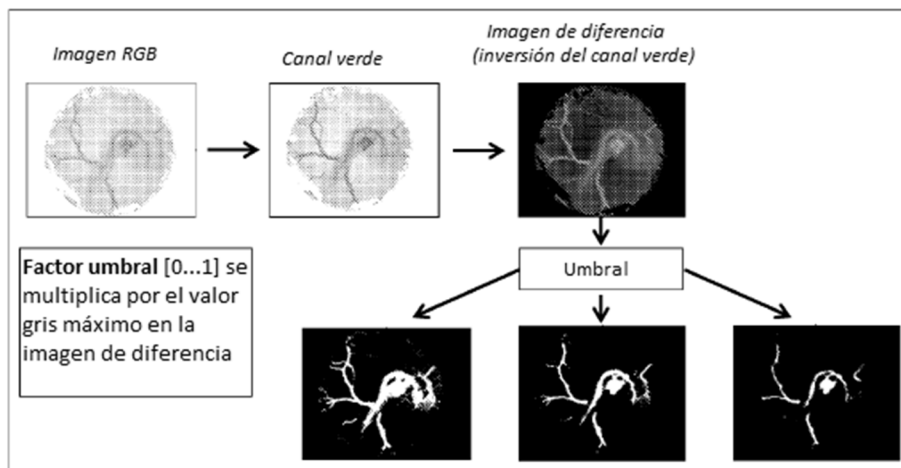 Imagen RGB
Canal verde
Imagen de diferencia
(inversión del canal verde)
Factor umbral [0...1] se
multiplica por el valor
gris máximo en la
imagen de diferencia
Umbral